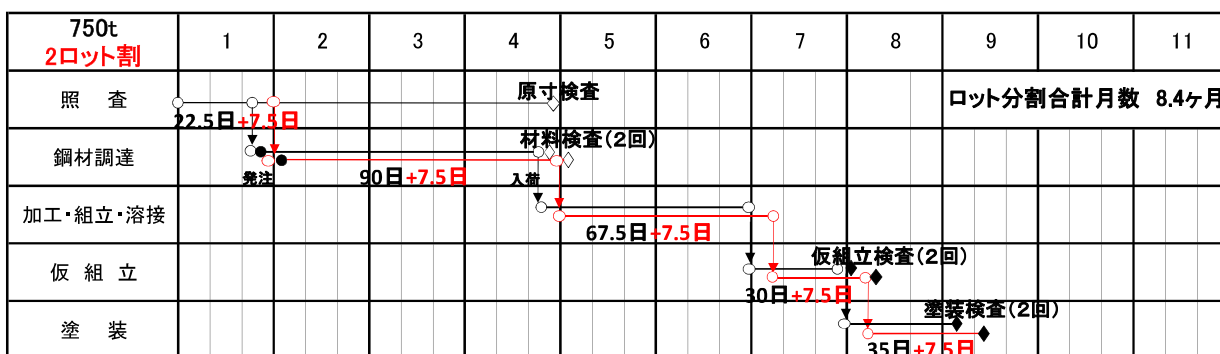 750t
2ロット割
1 2 3 4 5 6 7 8 9 10 11
照 査
原寸検査
ロット分割合計月数 8.4ヶ月
22.5日+7.5日
鋼材調達
材料検査(2回)
発注
90日+7.5日
入荷
加工・組立・溶接
67.5日+7.5日
仮 組 立
仮組立検査(2回)
30日+7.5日
塗 装
塗装検査(2回)
35日+7.5日